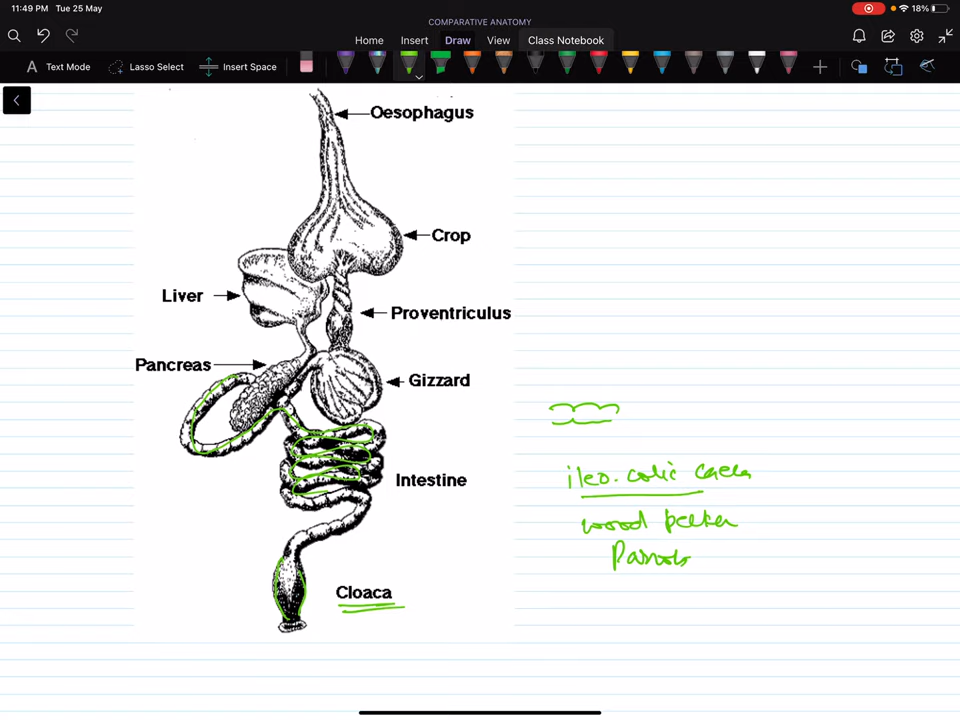 11:49 PM Tue 25 May
18%
COMPARATIVE ANATOMY
Home Insert Draw View Class Notebook
Text Mode Lasso Select Insert Space
Oesophagus
Crop
Liver
Proventriculus
Pancreas
Gizzard
Intestine
ileo. colic caeca
wood pecker
Parrots
Cloaca